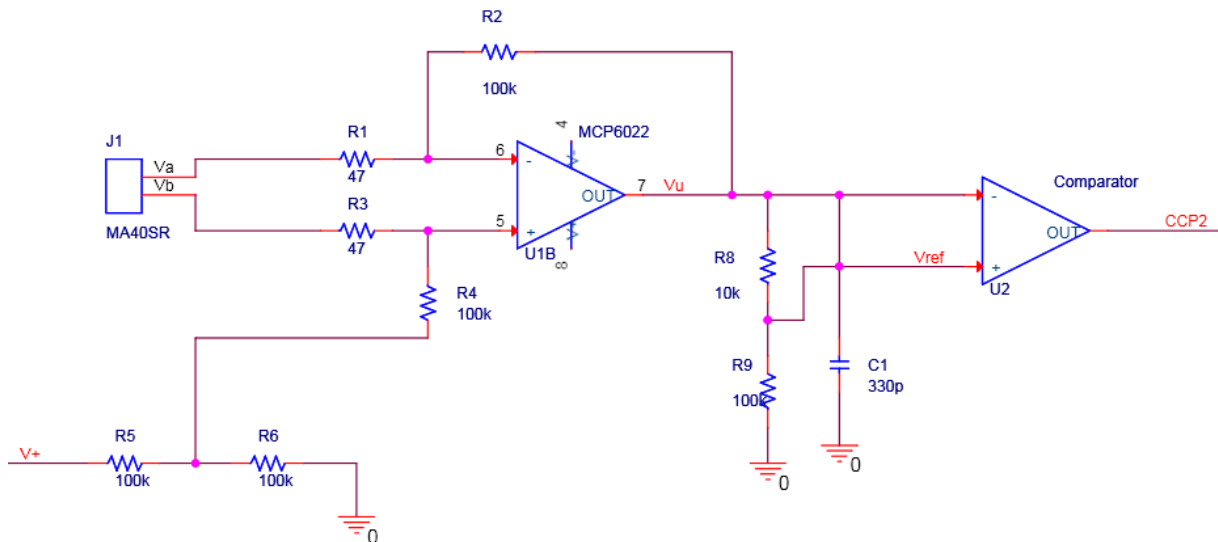 R2
100k
J1
Va
Vb
MA40SR
R1
47
R3
47
4
MCP6022
6
-
V-
OUT
7
Vu
5
+
V+
U1B
8
Comparator
-
OUT
CCP2
Vref
+
U2
R8
10k
R4
100k
R9
100k
C1
330p
0
0
V+
R5
100k
R6
100k
0